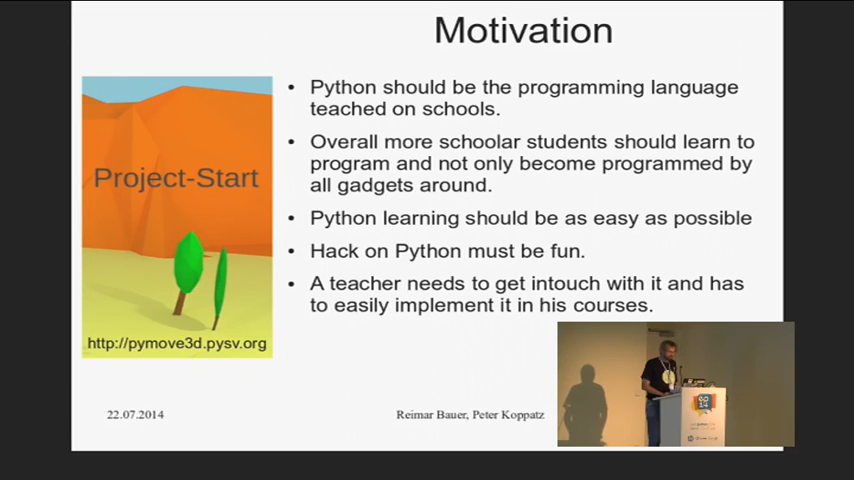 Motivation
Project-Start
http://pymove3d.pysv.org
• Python should be the programming language
teached on schools.
• Overall more schoolar students should learn to
program and not only become programmed by
all gadgets around.
• Python learning should be as easy as possible
• Hack on Python must be fun.
• A teacher needs to get intouch with it and has
to easily implement it in his courses.
22.07.2014
Reimar Bauer, Peter Koppatz